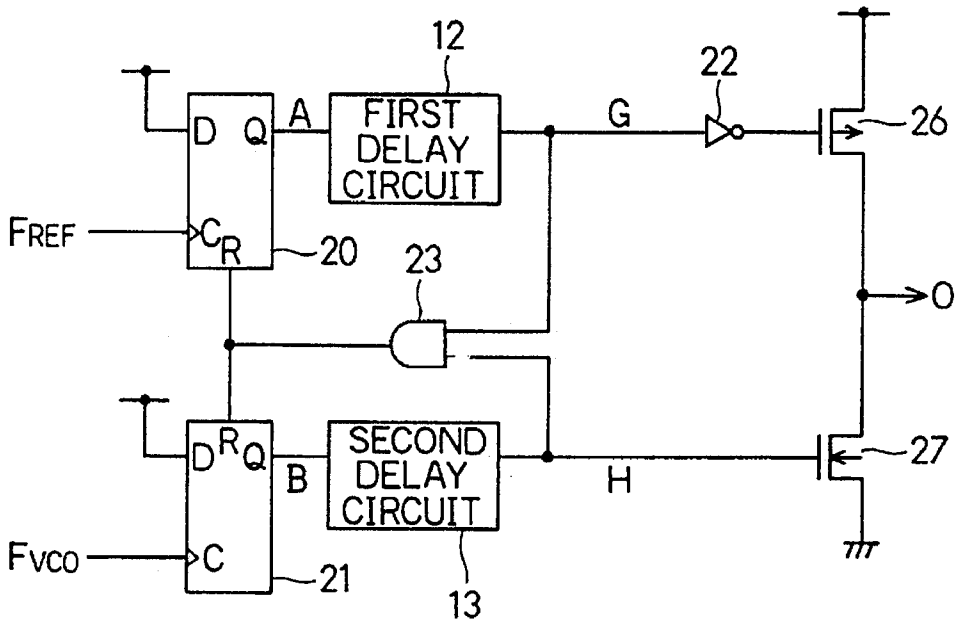 12
22
D Q
A
FIRST
DELAY
CIRCUIT
G
26
FREF
C
R
20
23
O
D R Q
B
SECOND
DELAY
CIRCUIT
H
27
FVCO
C
21
13